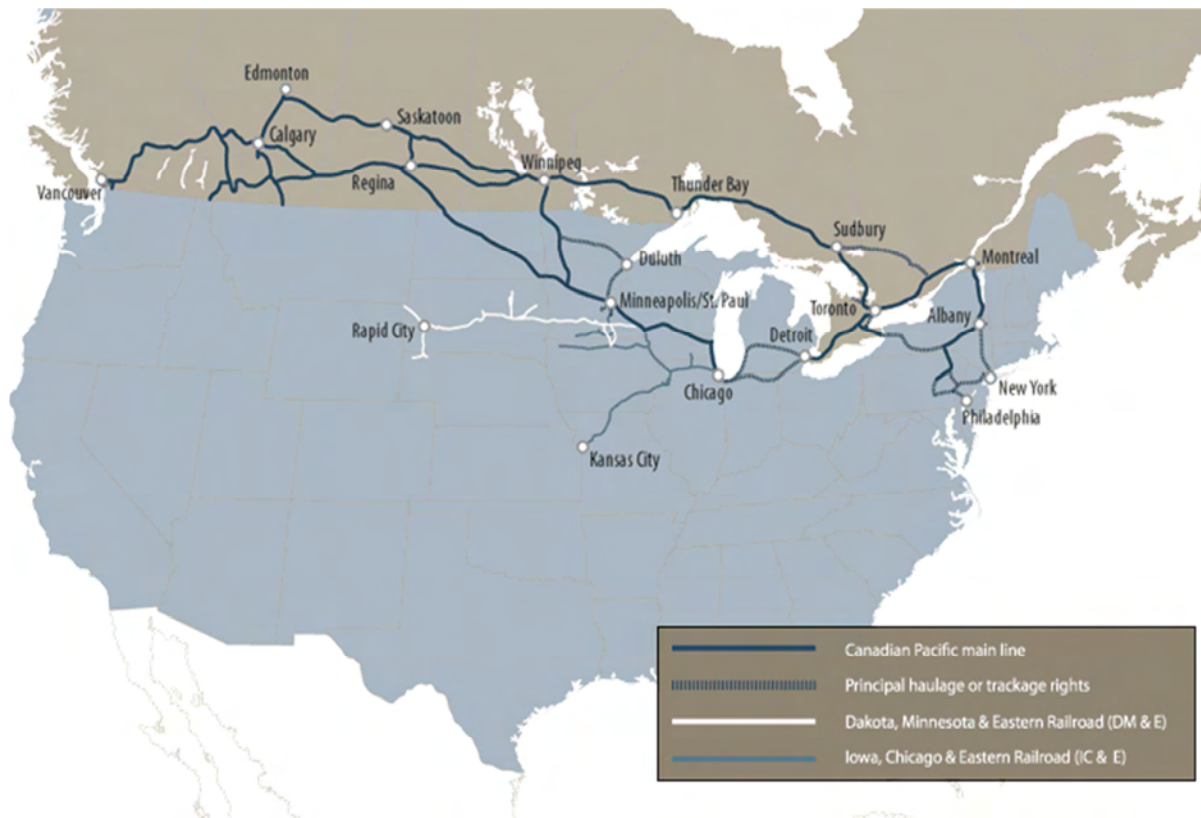 Edmonton
Saskatoon
Calgary
Winnipeg
Vancouver
Regina
Thunder Bay
Sudbury
Montreal
Duluth
Minneapolis/St. Paul
Toronto
Albany
Rapid City
Detroit
Chicago
New York
Philadelphia
Kansas City
Canadian Pacific main line
Principal haulage or trackage rights
Dakota, Minnesota & Eastern Railroad (DM & E)
Iowa, Chicago & Eastern Railroad (IC & E)